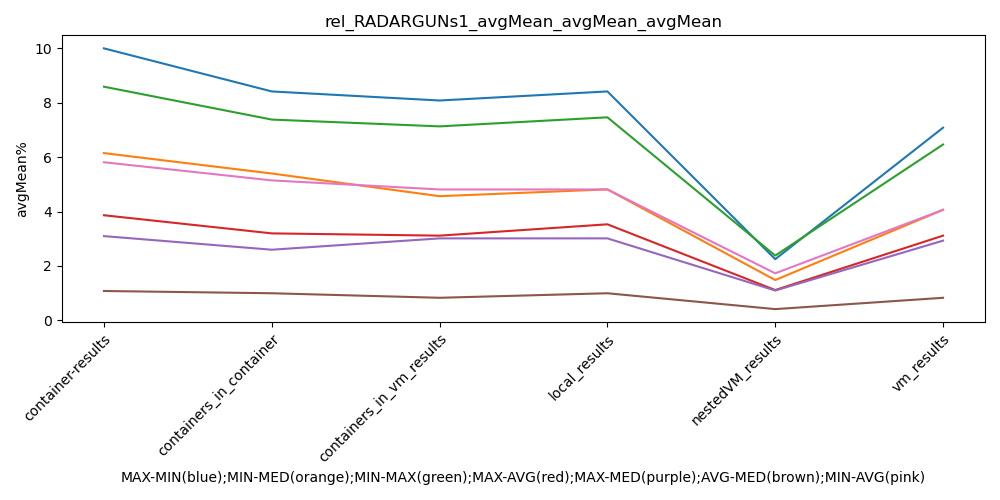 rel_RADARGUNs1_avgMean_avgMean_avgMean
10
8
6
4
2
0
avgMean%
container-results
containers_in_container
containers_in_vm_results
local_results
nestedVM_results
vm_results
MAX-MIN(blue);MIN-MED(orange);MIN-MAX(green);MAX-AVG(red);MAX-MED(purple);AVG-MED(brown);MIN-AVG(pink)